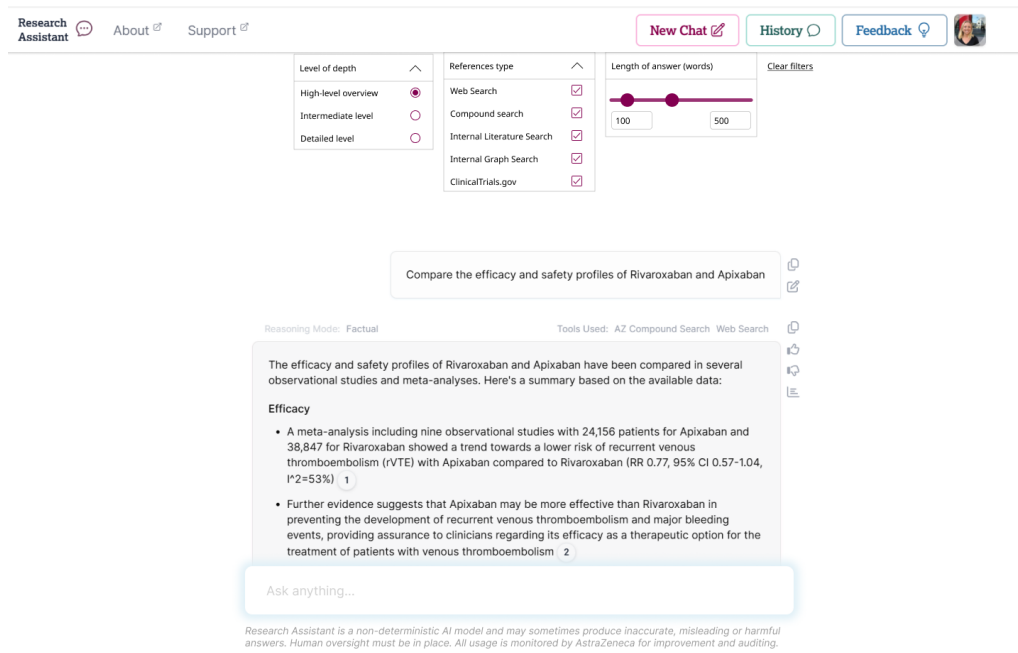 Research
Assistant
About
Support
New Chat
History
Feedback
Level of depth
High-level overview
Intermediate level
Detailed level
References type
Web Search
Compound search
Internal Literature Search
Internal Graph Search
ClinicalTrials.gov
Length of answer (words)
100
500
Clear filters
Compare the efficacy and safety profiles of Rivaroxaban and Apixaban
Reasoning Mode: Factual
Tools Used: AZ Compound Search Web Search
The efficacy and safety profiles of Rivaroxaban and Apixaban have been compared in several
observational studies and meta-analyses. Here's a summary based on the available data:
Efficacy
• A meta-analysis including nine observational studies with 24,156 patients for Apixaban and
38,847 for Rivaroxaban showed a trend towards a lower risk of recurrent venous
thromboembolism (rVTE) with Apixaban compared to Rivaroxaban (RR 0.77, 95% CI 0.57-1.04,
I^2=53%) 1
• Further evidence suggests that Apixaban may be more effective than Rivaroxaban in
preventing the development of recurrent venous thromboembolism and major bleeding
events, providing assurance to clinicians regarding its efficacy as a therapeutic option for the
treatment of patients with venous thromboembolism 2
Ask anything...
Research Assistant is a non-deterministic AI model and may sometimes produce inaccurate, misleading or harmful
answers. Human oversight must be in place. All usage is monitored by AstraZeneca for improvement and auditing.